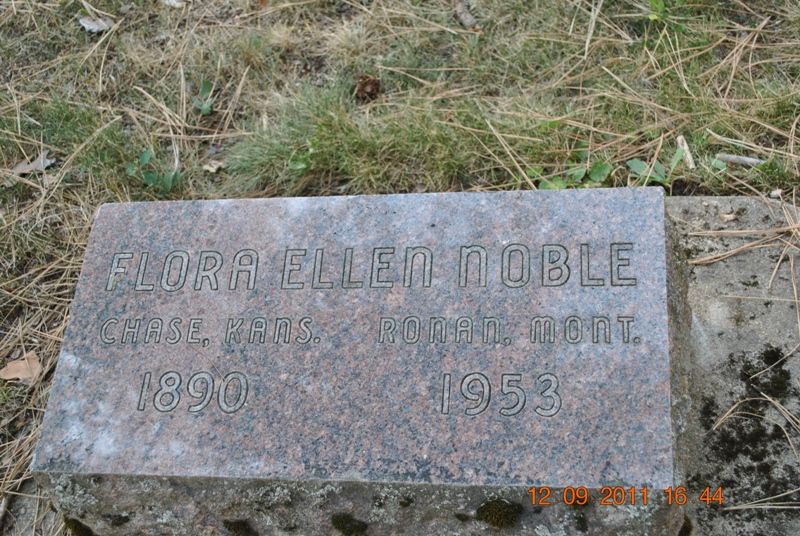 FLORA ELLEN NOBLE
CHASE, KANS. RONAN, MONT.
1890 1953
12 09 2011 16 44